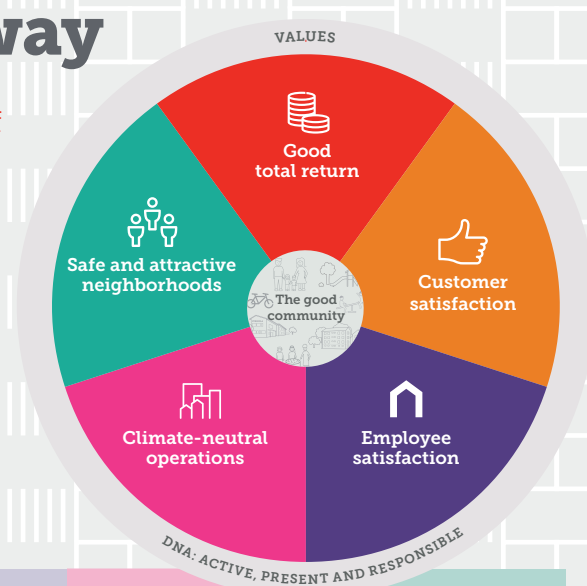 way
VALUES
Good
total return
Safe and attractive
neighborhoods
Customer
satisfaction
The good
community
Climate-neutral
operations
Employee
satisfaction
DNA: ACTIVE, PRESENT AND RESPONSIBLE